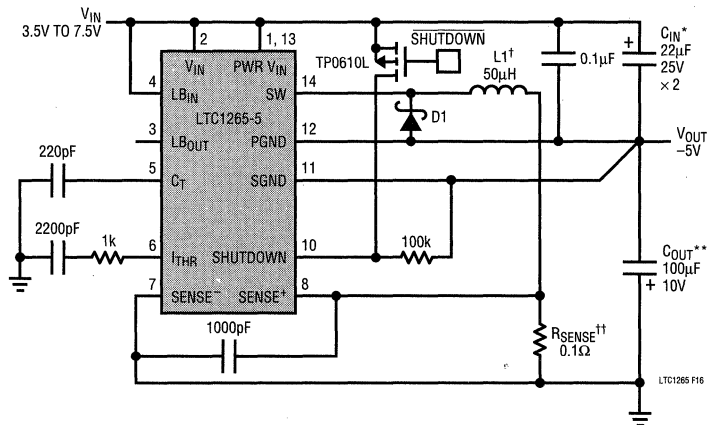 V_IN
3.5V TO 7.5V
2
1, 13
V_IN
PWR V_IN
4
LB_IN
SW
14
LTC1265-5
3
LB_OUT
PGND
12
5
C_T
SGND
11
6
I_THR
SHUTDOWN
10
7
SENSE⁻
SENSE⁺
8
220pF
2200pF
1k
1000pF
TP0610L
SHUTDOWN
L1†
50µH
D1
100k
0.1µF
+
C_IN*
22µF
25V
× 2
V_OUT
–5V
C_OUT**
100µF
+
10V
R_SENSE††
0.1Ω
LTC1265 F16